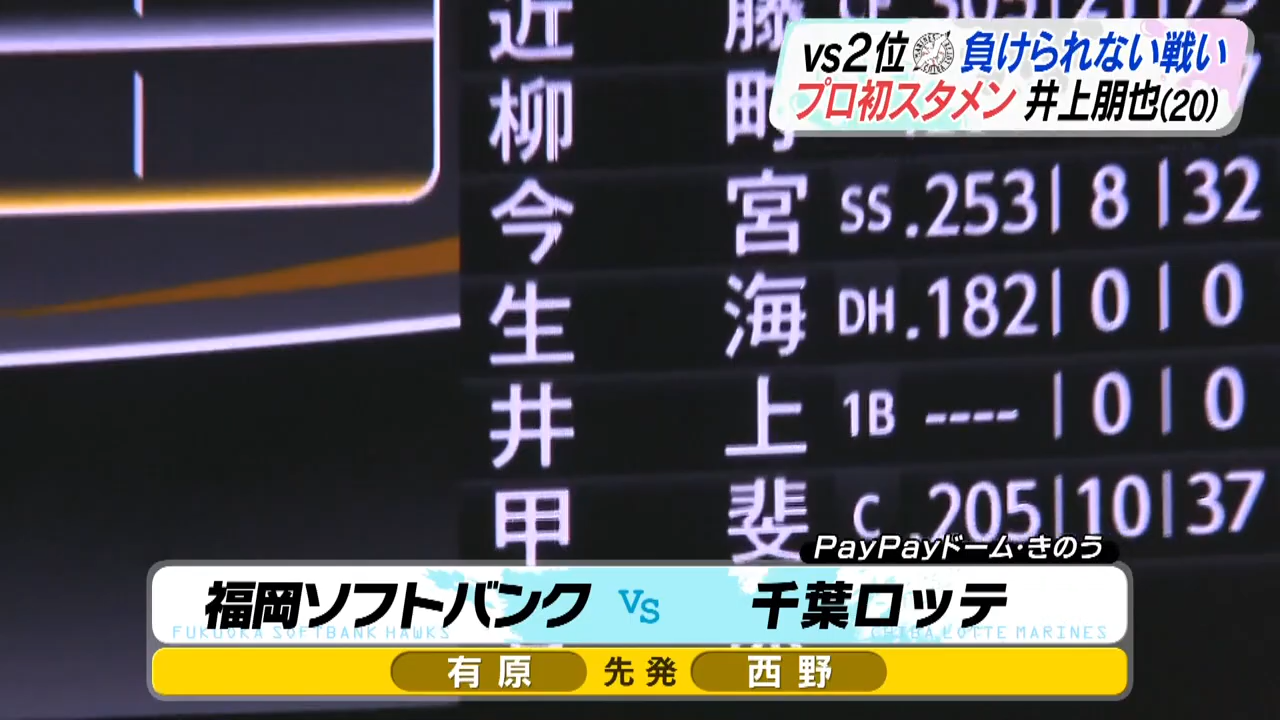 vs2位 負けられない戦い
プロ初スタメン 井上朋也(20)
近 藤 CF
柳 町
今 宮 SS .253 8 32
生 海 DH .182 0 0
井 上 1B ---- 0 0
甲 斐 C .205 10 37
PayPayドーム・きのう
福岡ソフトバンク VS 千葉ロッテ
FUKUOKA SOFTBANK HAWKS CHIBA LOTTE MARINES
有原 先発 西野